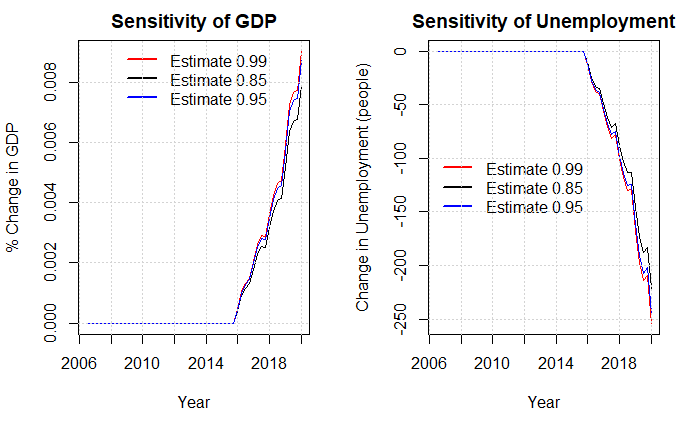 Sensitivity of GDP
% Change in GDP
0.008
0.006
0.004
0.002
0.000
Estimate 0.99
Estimate 0.85
Estimate 0.95
2006 2010 2014 2018
Year
Sensitivity of Unemployment
Change in Unemployment (people)
0
-50
-100
-150
-200
-250
Estimate 0.99
Estimate 0.85
Estimate 0.95
2006 2010 2014 2018
Year